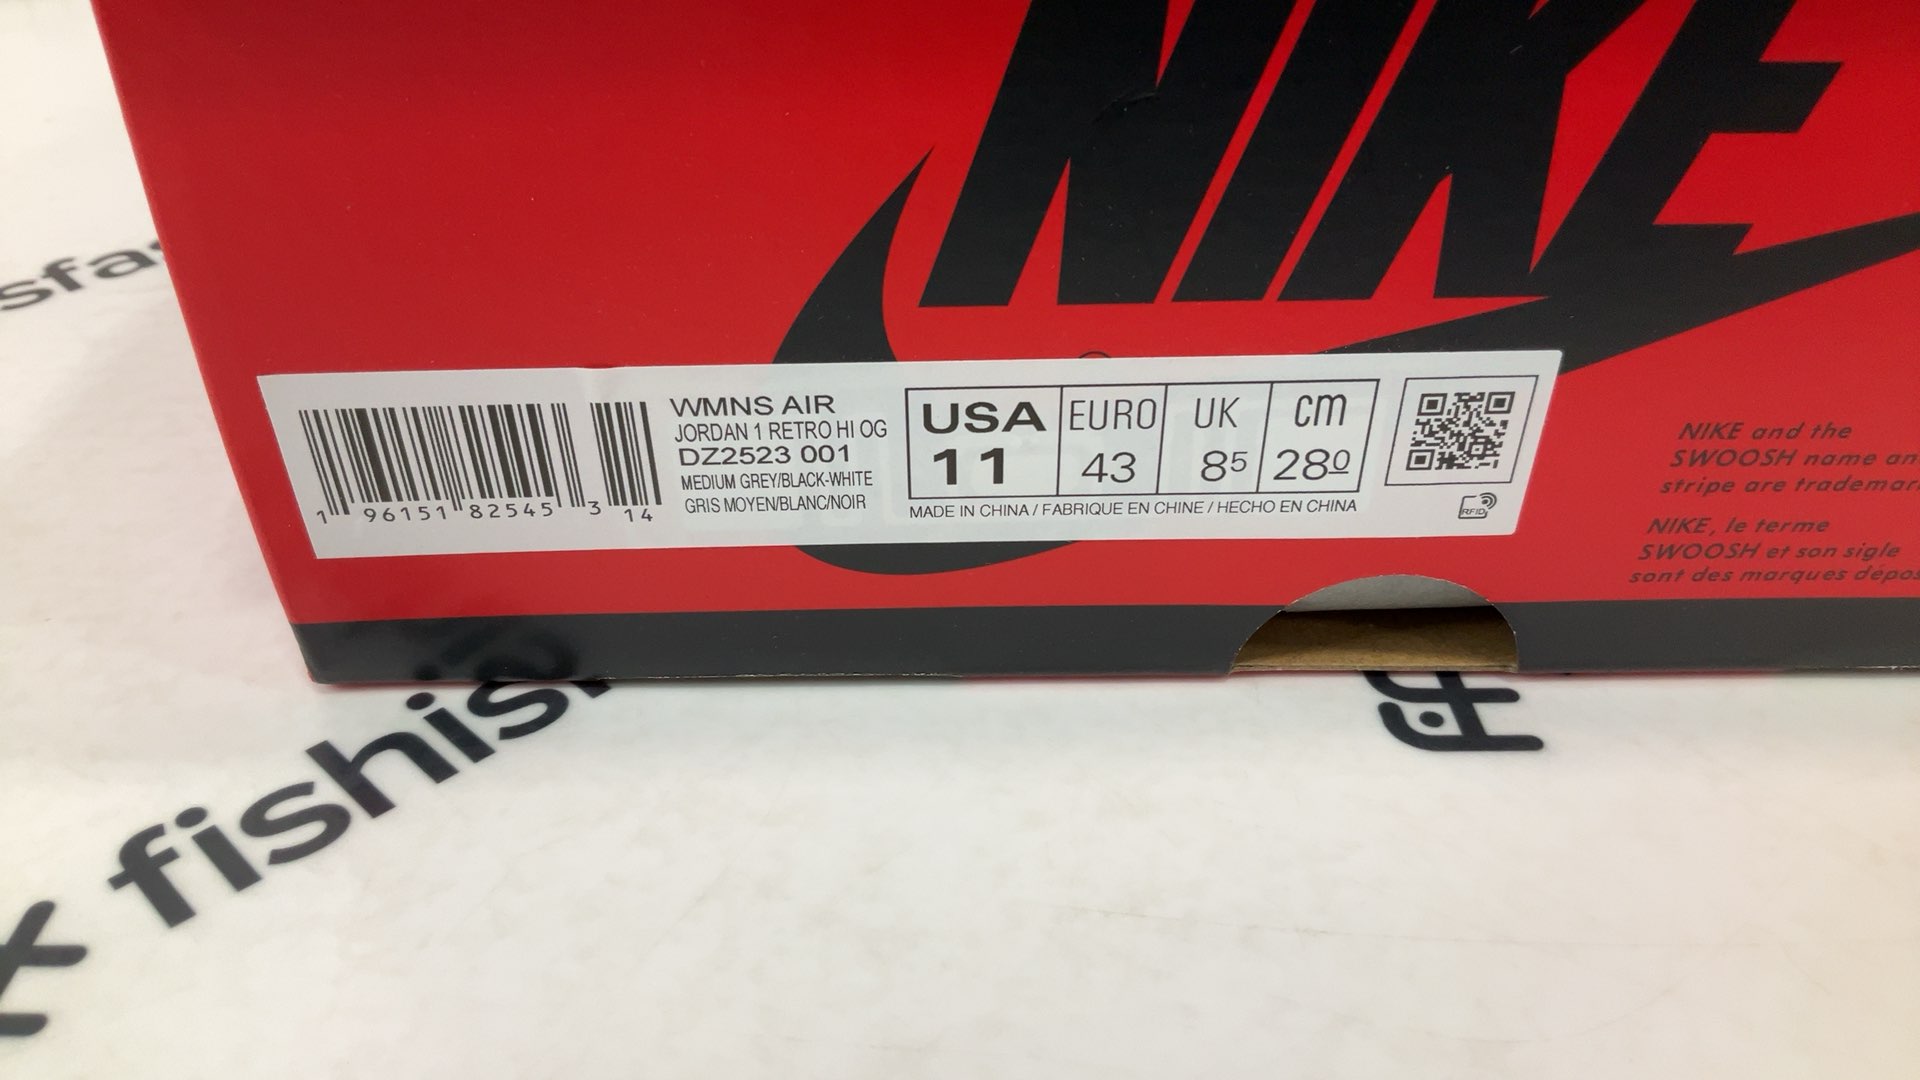 NIKE
WMNS AIR
JORDAN 1 RETRO HI OG
DZ2523 001
MEDIUM GREY/BLACK-WHITE
GRIS MOYEN/BLANC/NOIR
1 96151 82545 3 14
USA EURO UK cm
11 43 85 280
MADE IN CHINA / FABRIQUE EN CHINE / HECHO EN CHINA
RFID
NIKE and the
SWOOSH name an
stripe are trademar
NIKE, le terme
SWOOSH et son sigle
sont des marques dépos
sfas
fishis